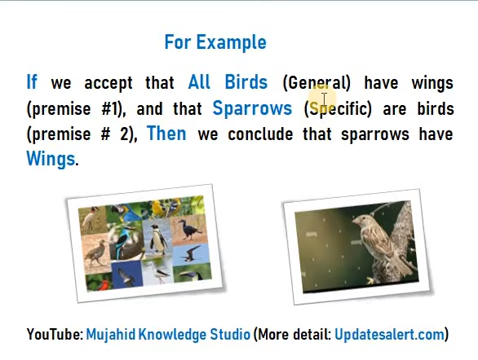 For Example
If we accept that All Birds (General) have wings
(premise #1), and that Sparrows (Specific) are birds
(premise # 2), Then we conclude that sparrows have
Wings.
YouTube: Mujahid Knowledge Studio (More detail: Updatesalert.com)